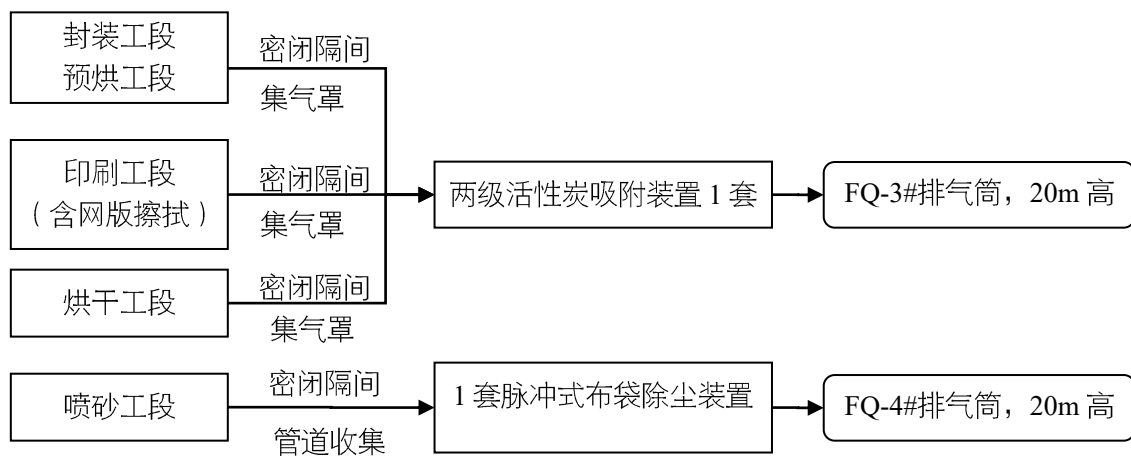 封装工段
预烘工段
密闭隔间
集气罩
印刷工段
（含网版擦拭）
密闭隔间
集气罩
两级活性炭吸附装置 1 套
FQ-3#排气筒，20m 高
烘干工段
密闭隔间
集气罩
喷砂工段
密闭隔间
管道收集
1 套脉冲式布袋除尘装置
FQ-4#排气筒，20m 高